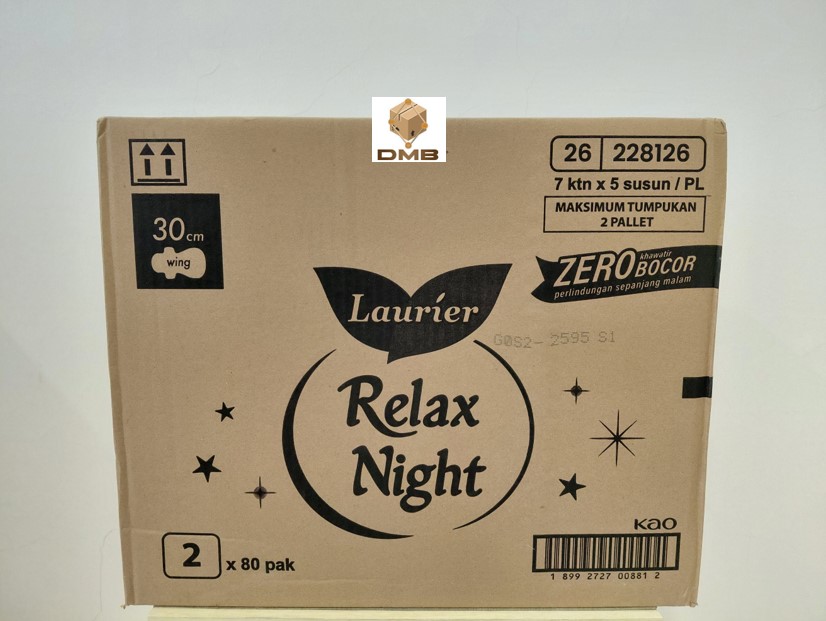 DMB
26 228126
7 ktn x 5 susun / PL
MAKSIMUM TUMPUKAN
2 PALLET
30 cm
wing
ZERO khawatir BOCOR
perlindungan sepanjang malam
Laurier
G0S2- 2595 S1
Relax
Night
2 x 80 pak
Kao
1 899 2727 00881 2